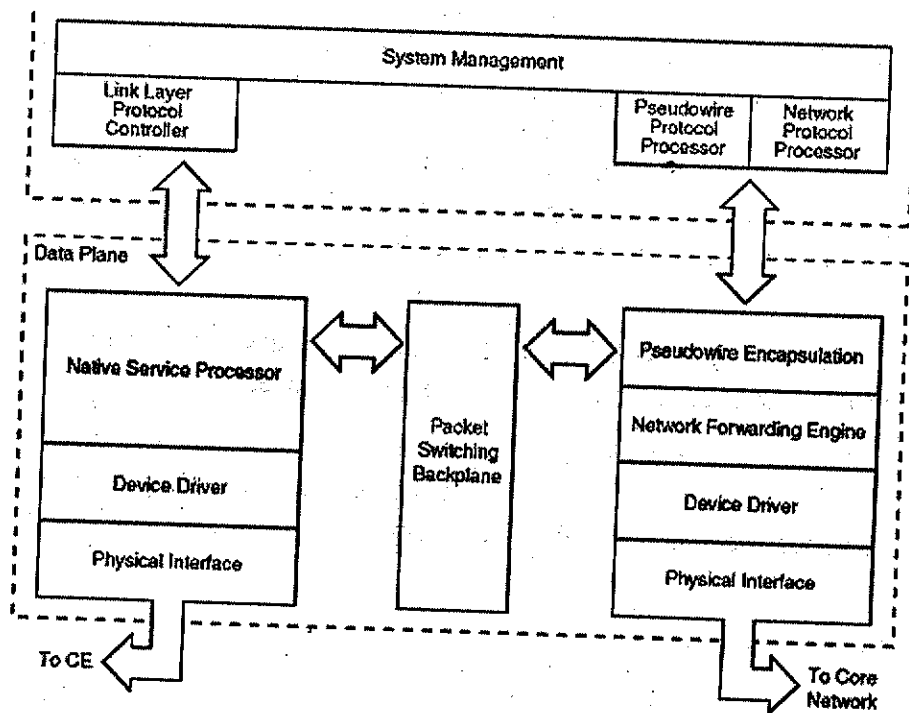 System Management
Link Layer
Protocol
Controller
Pseudowire
Protocol
Processor
Network
Protocol
Processor
Data Plane
Native Service Processor
Device Driver
Physical Interface
Packet
Switching
Backplane
Pseudowire Encapsulation
Network Forwarding Engine
Device Driver
Physical Interface
To CE
To Core
Network